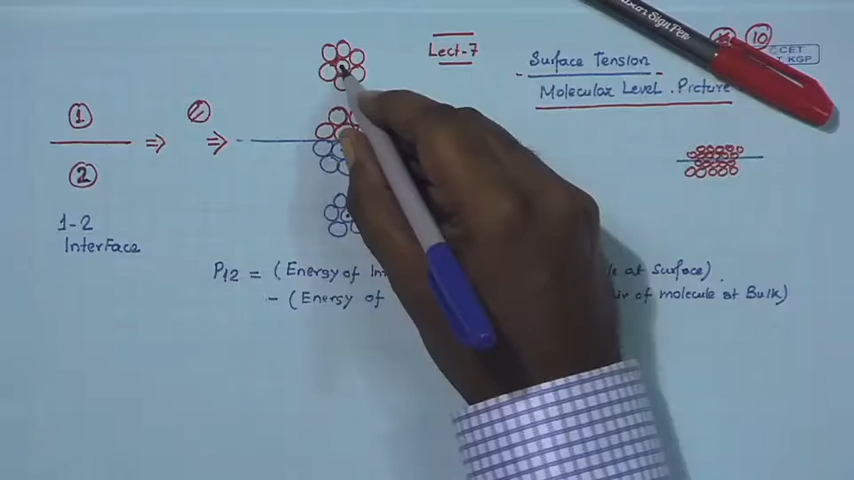 Lect-7
10
CET
T KGP
Surface Tension
Molecular Level Picture
1
2
1-2
Interface
P12 = (Energy of at surface)
- (Energy of of molecule at Bulk)